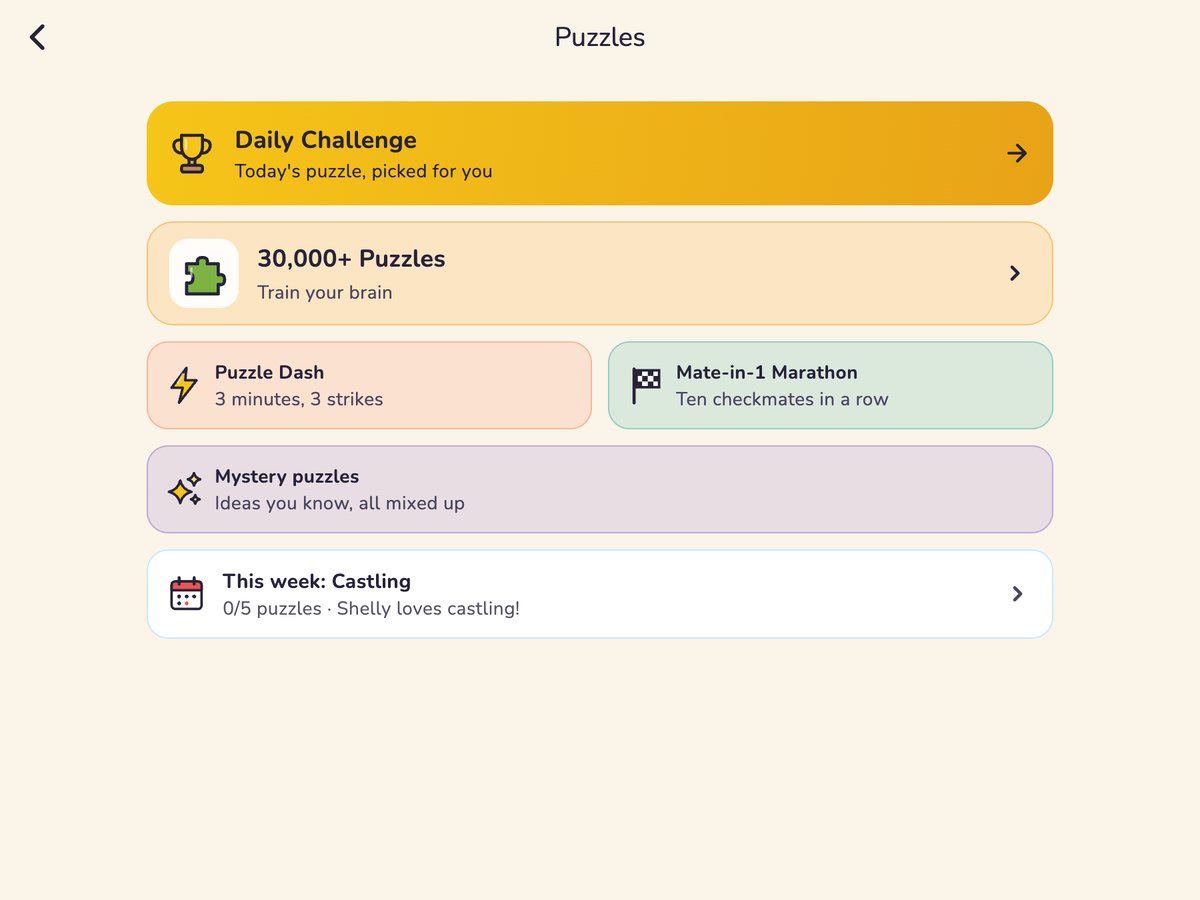 Puzzles
Daily Challenge
Today's puzzle, picked for you
30,000+ Puzzles
Train your brain
Puzzle Dash
3 minutes, 3 strikes
Mate-in-1 Marathon
Ten checkmates in a row
Mystery puzzles
Ideas you know, all mixed up
This week: Castling
0/5 puzzles · Shelly loves castling!